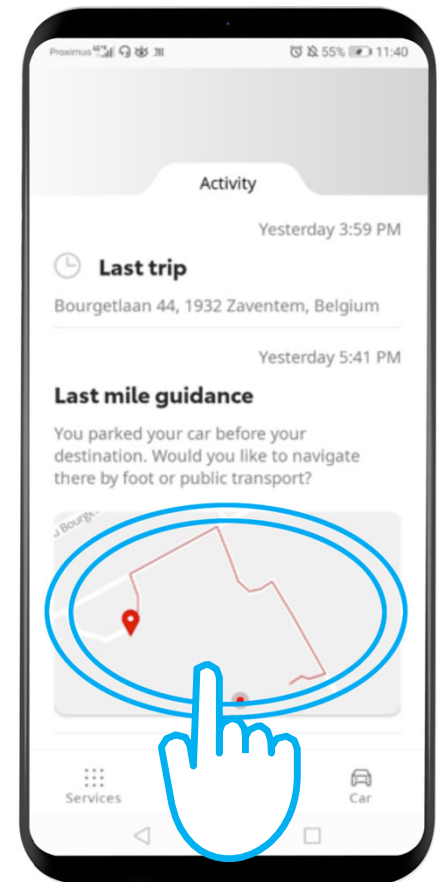 Proximus 55% 11:40
Activity
Yesterday 3:59 PM
Last trip
Bourgetlaan 44, 1932 Zaventem, Belgium
Yesterday 5:41 PM
Last mile guidance
You parked your car before your
destination. Would you like to navigate
there by foot or public transport?
Services Car